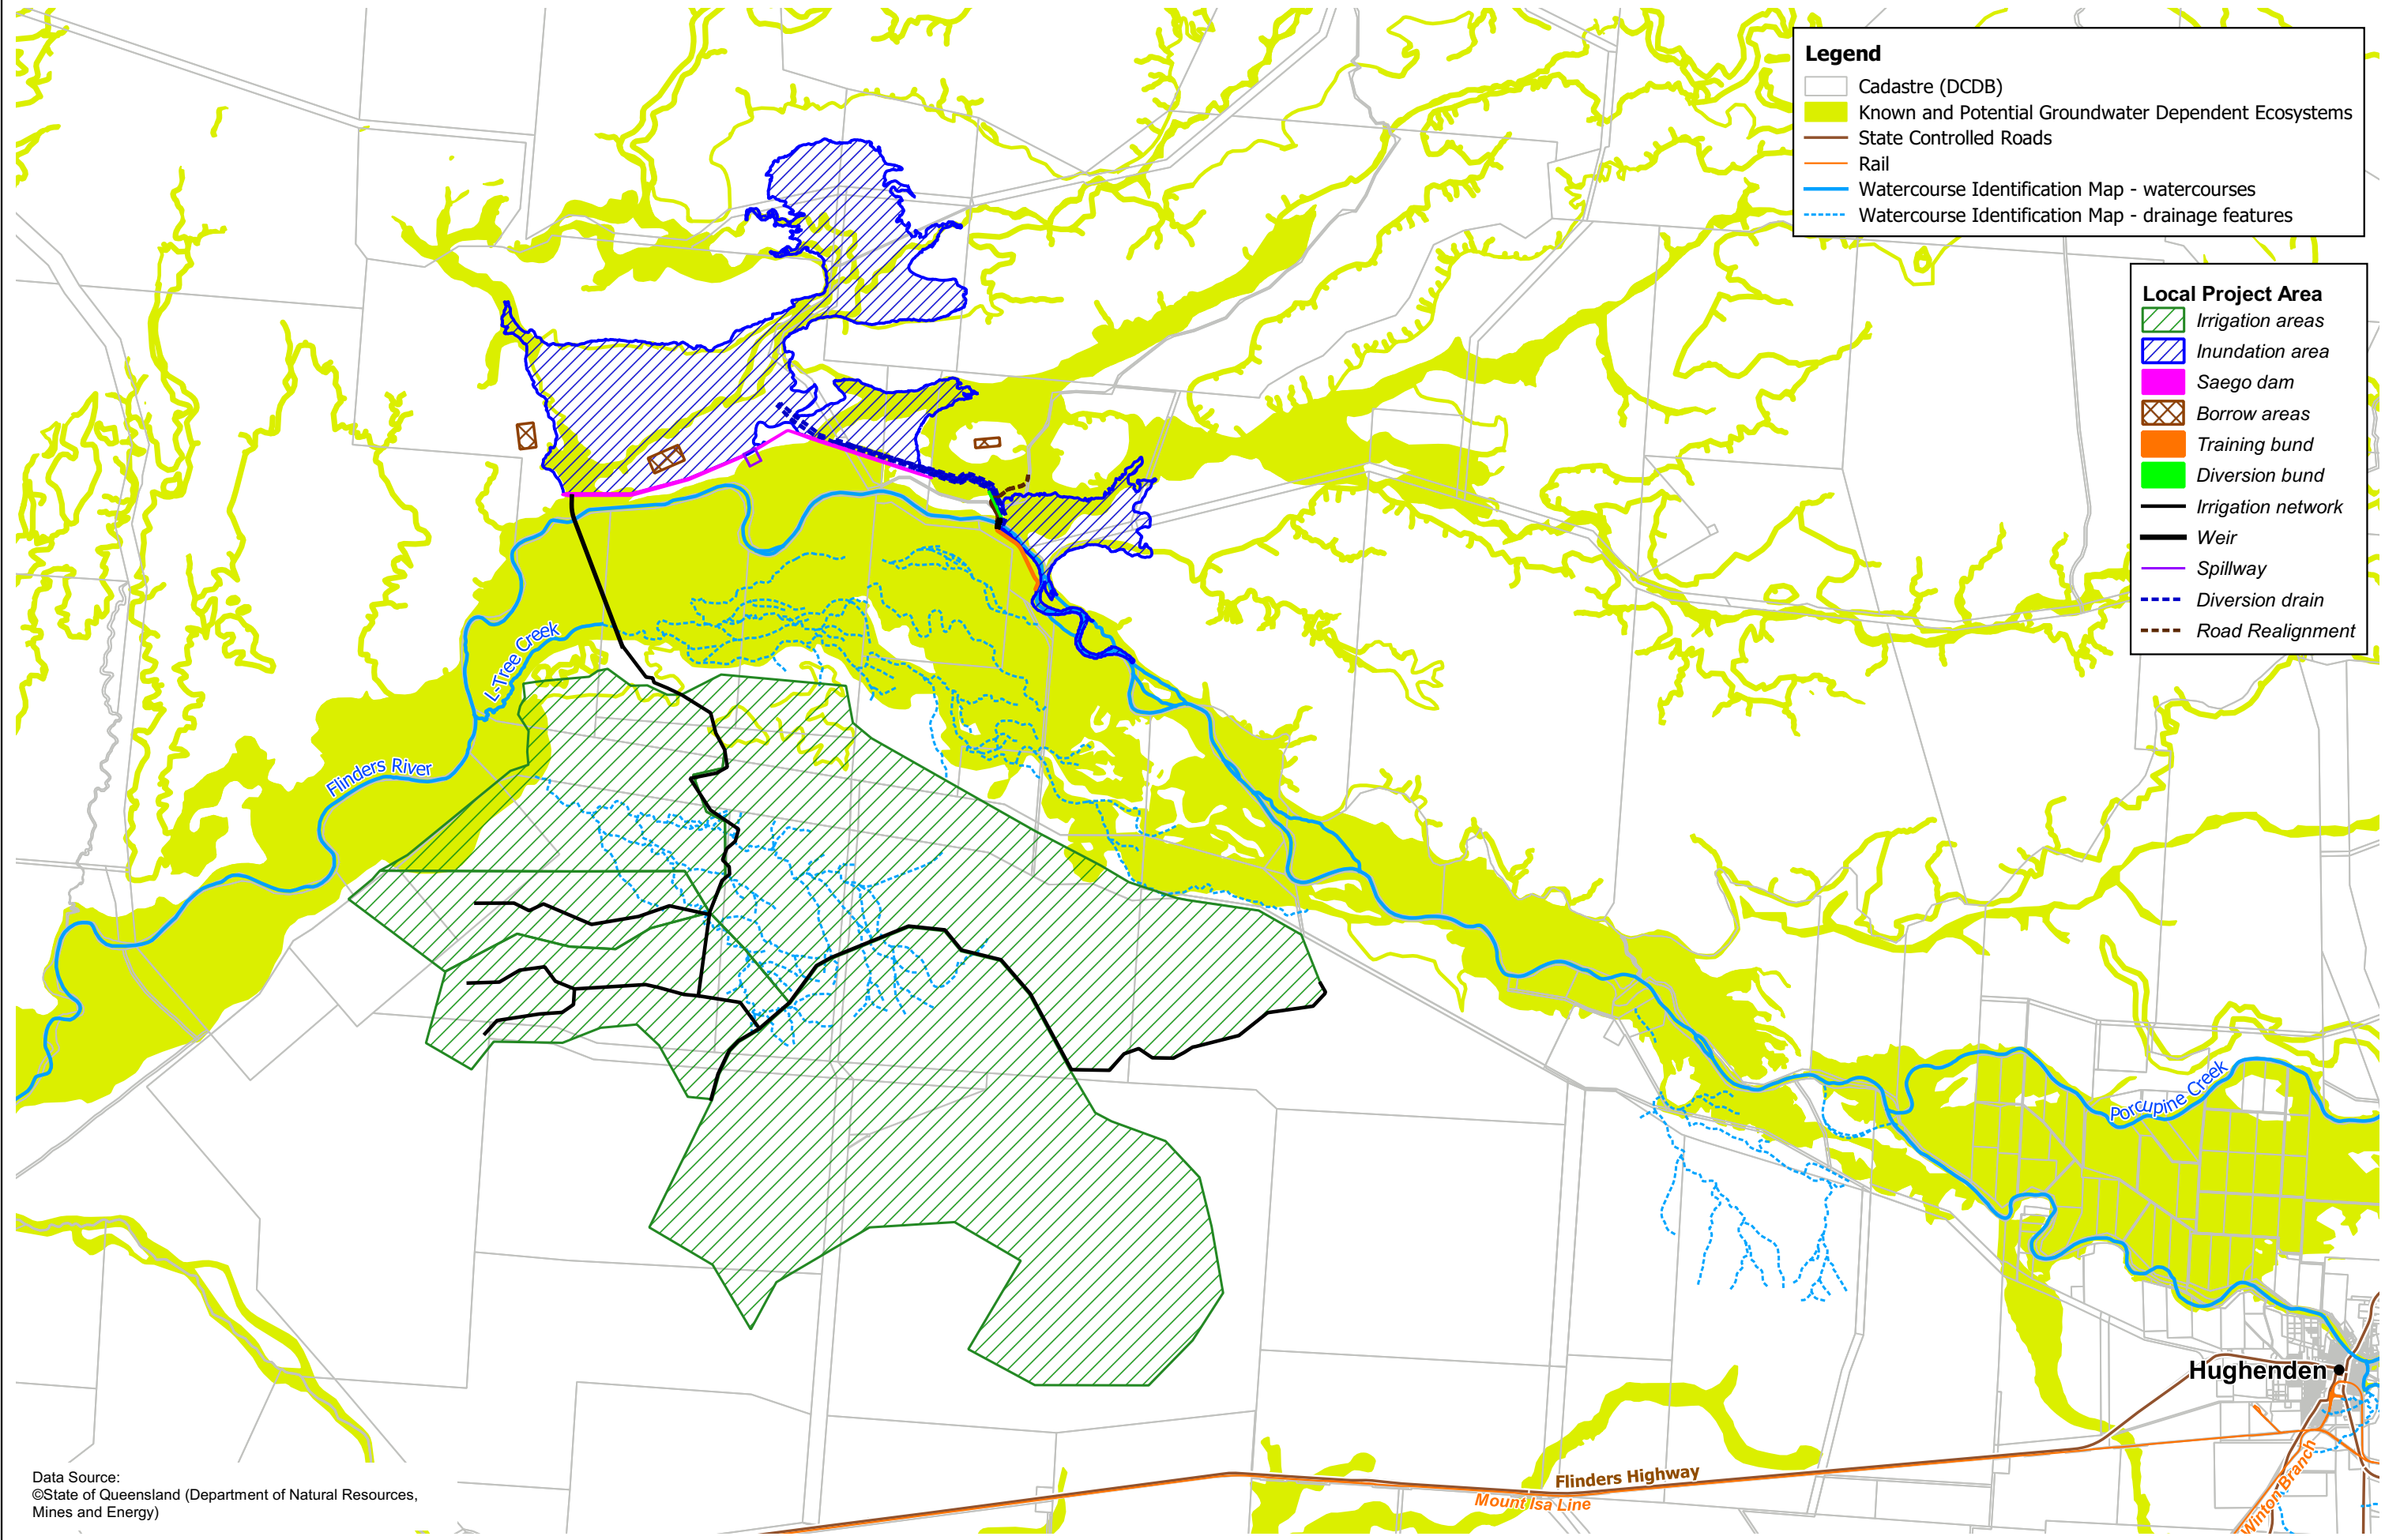 Legend
Cadastre (DCDB)
Known and Potential Groundwater Dependent Ecosystems
State Controlled Roads
Rail
Watercourse Identification Map - watercourses
Watercourse Identification Map - drainage features
Local Project Area
Irrigation areas
Inundation area
Saego dam
Borrow areas
Training bund
Diversion bund
Irrigation network
Weir
Spillway
Diversion drain
Road Realignment
L-Tree Creek
Flinders River
Porcupine Creek
Hughenden
Flinders Highway
Mount Isa Line
Winton Branch
Data Source:
©State of Queensland (Department of Natural Resources,
Mines and Energy)